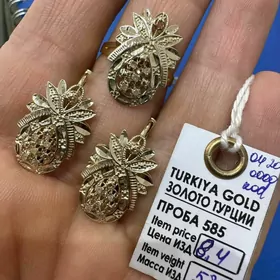 TURKIYA GOLD
ЗОЛОТО ТУРЦИИ
ПРОБА 585
Item price
Цена ИЗД 8,4
Item weight
Масса ИЗД